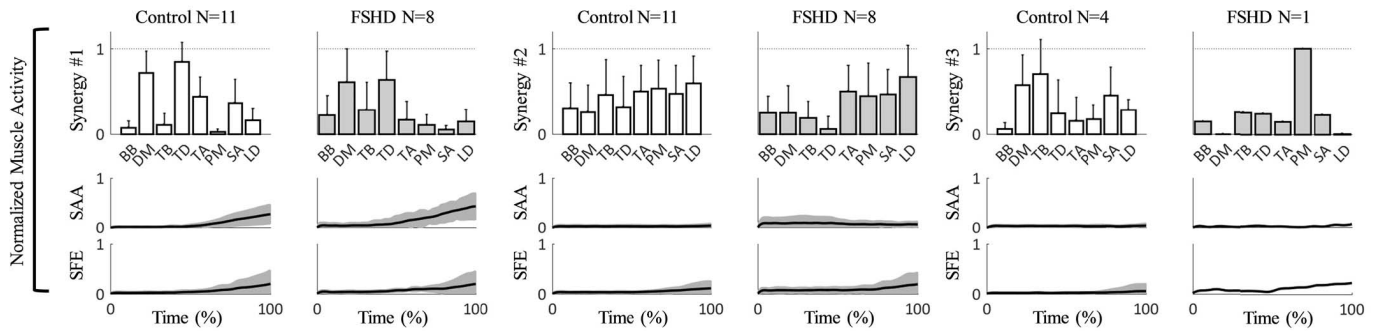 Control N=11 FSHD N=8 Control N=11 FSHD N=8 Control N=4 FSHD N=1
Normalized Muscle Activity
Synergy #1
1
0
BB DM TB TD TA PM SA LD
BB DM TB TD TA PM SA LD
Synergy #2
1
0
BB DM TB TD TA PM SA LD
BB DM TB TD TA PM SA LD
Synergy #3
1
0
BB DM TB TD TA PM SA LD
BB DM TB TD TA PM SA LD
SAA
1
0
SAA
1
0
SAA
1
0
SFE
1
0
SFE
1
0
SFE
1
0
0 100 0 100 0 100 0 100 0 100 0 100
Time (%) Time (%) Time (%) Time (%) Time (%) Time (%)